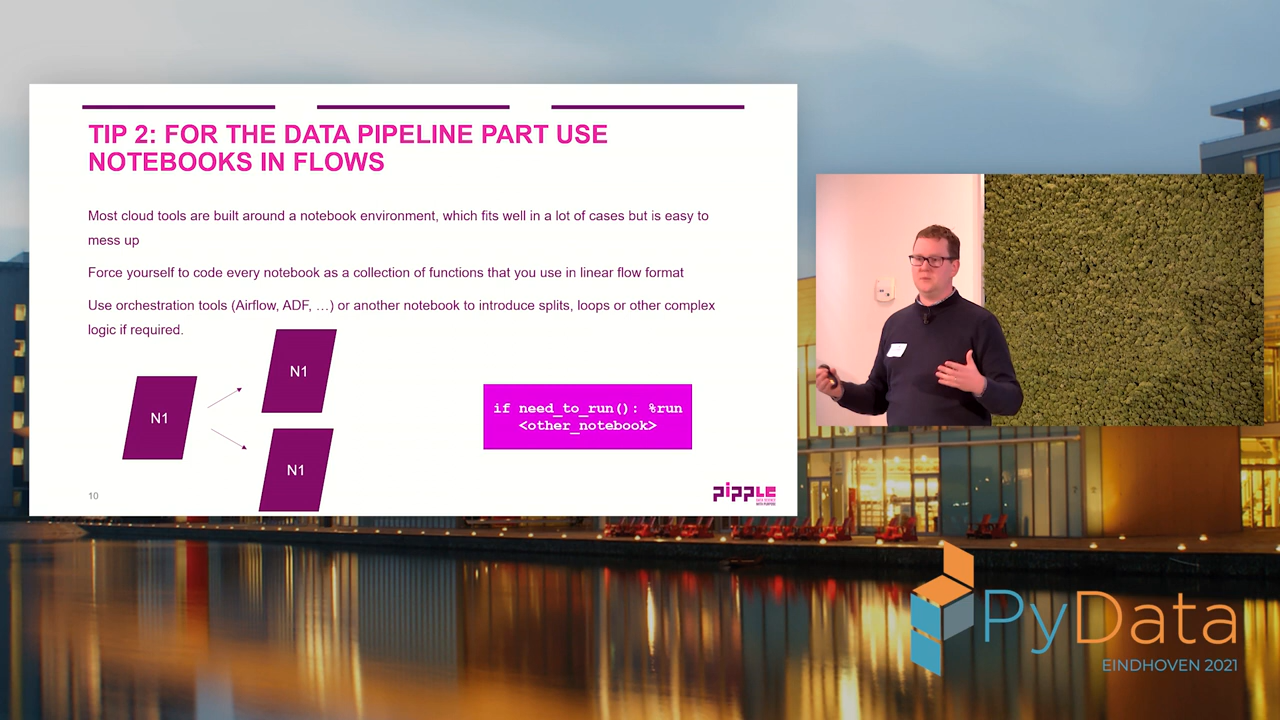 TIP 2: FOR THE DATA PIPELINE PART USE
NOTEBOOKS IN FLOWS
Most cloud tools are built around a notebook environment, which fits well in a lot of cases but is easy to
mess up
Force yourself to code every notebook as a collection of functions that you use in linear flow format
Use orchestration tools (Airflow, ADF, …) or another notebook to introduce splits, loops or other complex
logic if required.
N1
N1
N1
if need_to_run(): %run
<other_notebook>
10
pipple
PyData
EINDHOVEN 2021